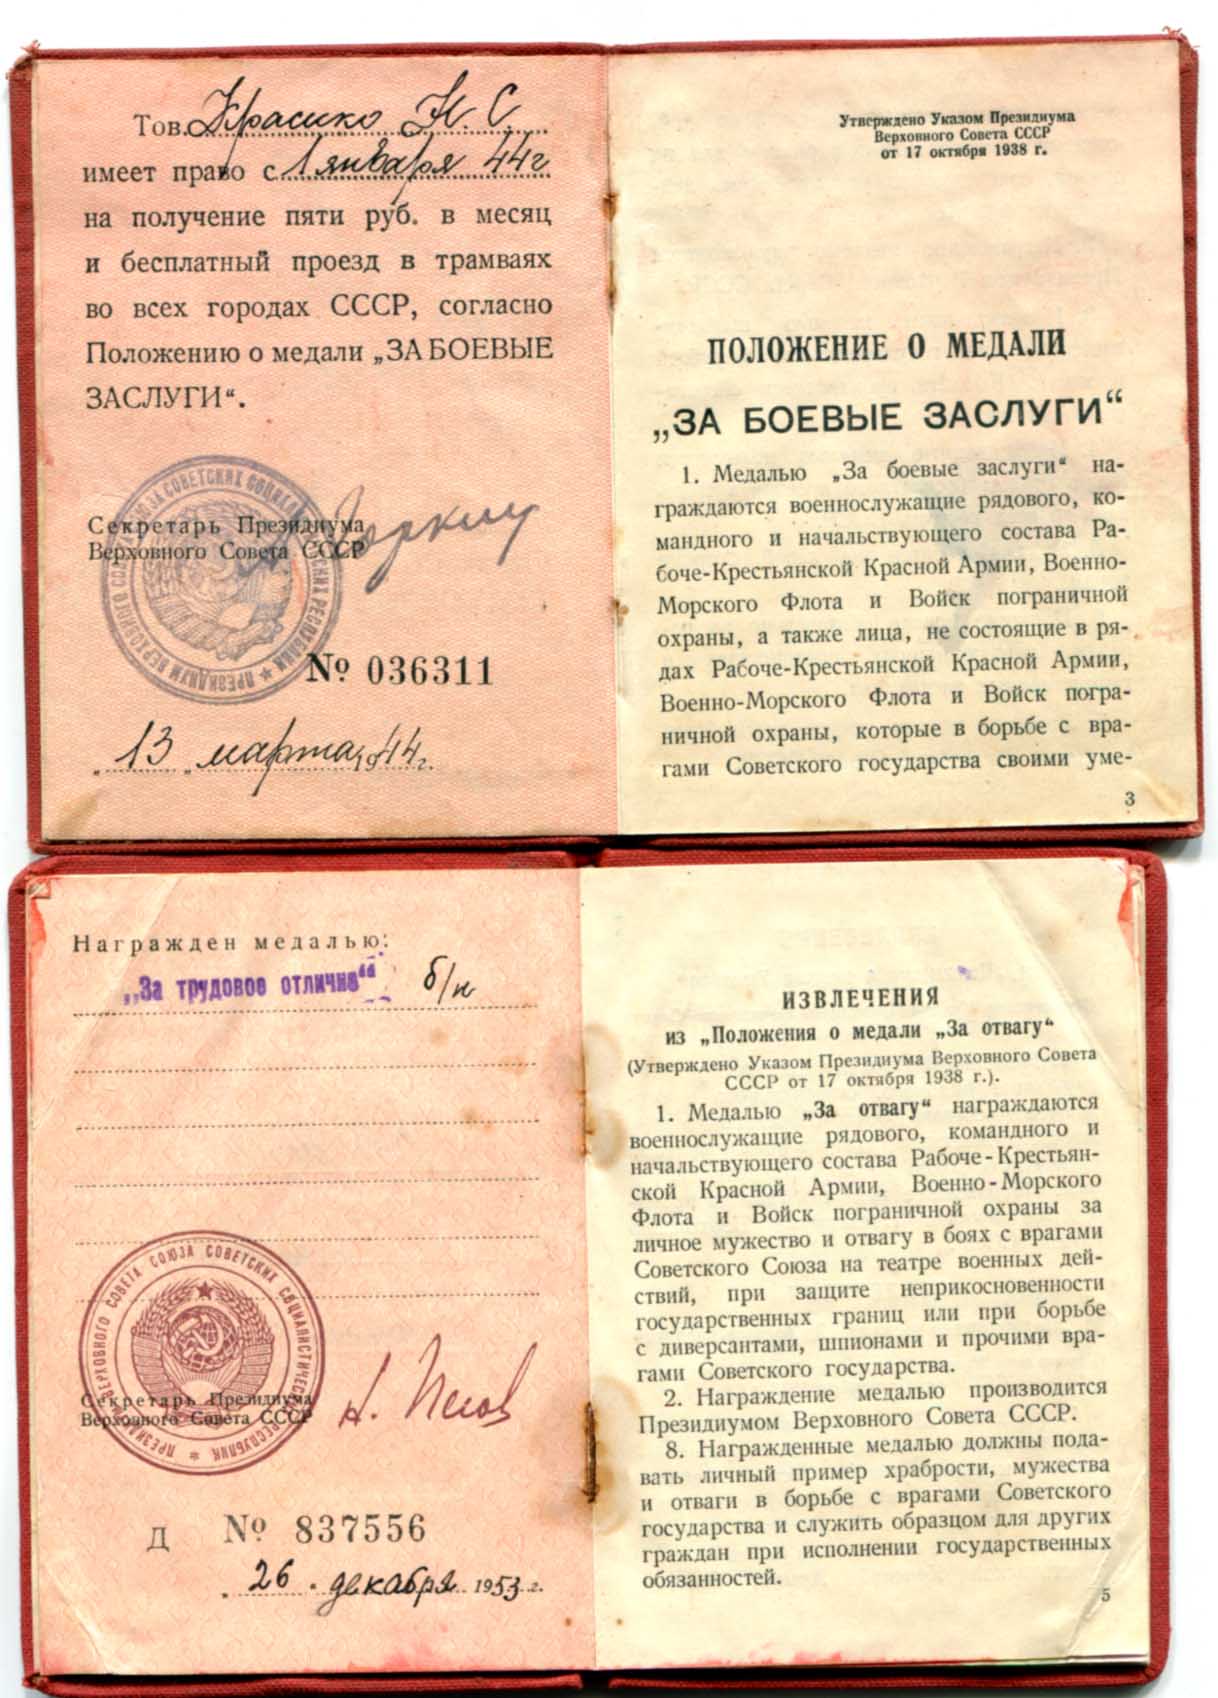 Тов. Красико Н. С.
имеет право с 1 января 44г
на получение пяти руб. в месяц
и бесплатный проезд в трамваях
во всех городах СССР, согласно
Положению о медали „ЗА БОЕВЫЕ
ЗАСЛУГИ“.
Секретарь Президиума
Верховного Совета СССР
Горкин
№ 036311
„13„ марта 1944г.
Утверждено Указом Президиума
Верховного Совета СССР
от 17 октября 1938 г.
ПОЛОЖЕНИЕ О МЕДАЛИ
„ЗА БОЕВЫЕ ЗАСЛУГИ“
1. Медалью „За боевые заслуги“ на-
граждаются военнослужащие рядового, ко-
мандного и начальствующего состава Ра-
боче-Крестьянской Красной Армии, Военно-
Морского Флота и Войск пограничной
охраны, а также лица, не состоящие в ря-
дах Рабоче-Крестьянской Красной Армии,
Военно-Морского Флота и Войск погра-
ничной охраны, которые в борьбе с вра-
гами Советского государства своими уме-
3
Награжден медалью:
„За трудовое отличие“ б/н
ПРЕЗИДИУМ ВЕРХОВНОГО СОВЕТА СОЮЗА СОВЕТСКИХ СОЦИАЛИСТИЧЕСКИХ РЕСПУБЛИК
Секретарь Президиума
Верховного Совета СССР
Н. Пегов
Д № 837556
„26„ декабря 1953 г.
ИЗВЛЕЧЕНИЯ
из „Положения о медали „За отвагу“
(Утверждено Указом Президиума Верховного Совета
СССР от 17 октября 1938 г.).
1. Медалью „За отвагу“ награждаются
военнослужащие рядового, командного и
начальствующего состава Рабоче-Крестьян-
ской Красной Армии, Военно-Морского
Флота и Войск пограничной охраны за
личное мужество и отвагу в боях с врагами
Советского Союза на театре военных дей-
ствий, при защите неприкосновенности
государственных границ или при борьбе
с диверсантами, шпионами и прочими вра-
гами Советского государства.
2. Награждение медалью производится
Президиумом Верховного Совета СССР.
8. Награжденные медалью должны пода-
вать личный пример храбрости, мужества
и отваги в борьбе с врагами Советского
государства и служить образцом для других
граждан при исполнении государственных
обязанностей.
5